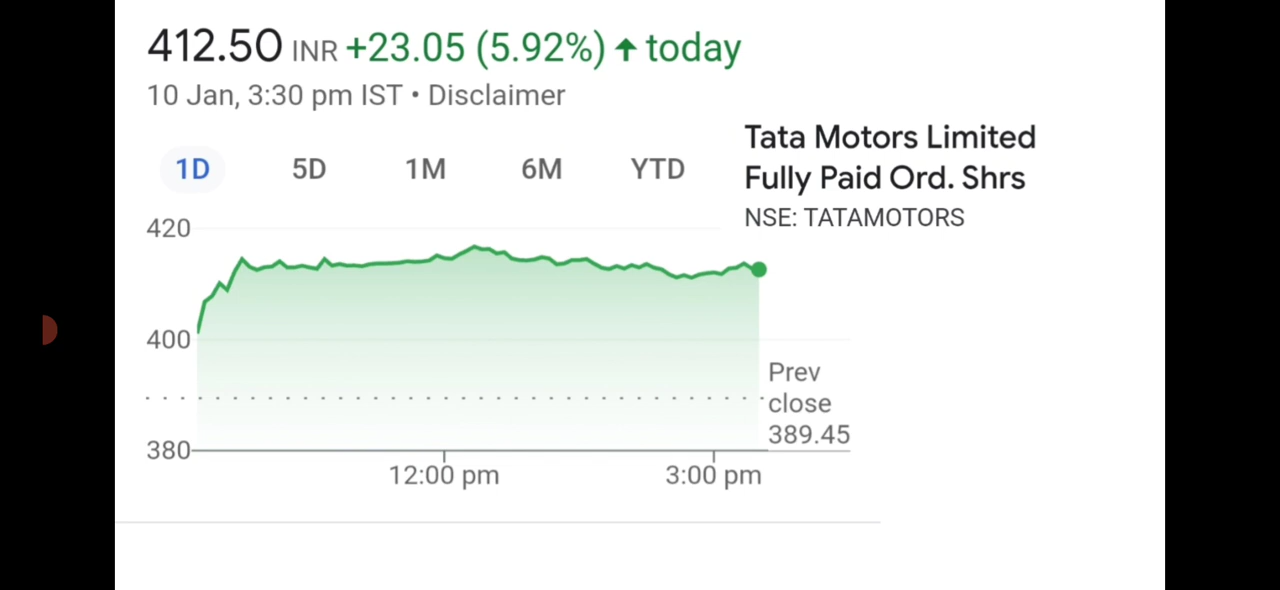 412.50 INR +23.05 (5.92%) ↑ today
10 Jan, 3:30 pm IST • Disclaimer
Tata Motors Limited
Fully Paid Ord. Shrs
NSE: TATAMOTORS
1D 5D 1M 6M YTD
420
400
380
Prev
close
389.45
12:00 pm 3:00 pm